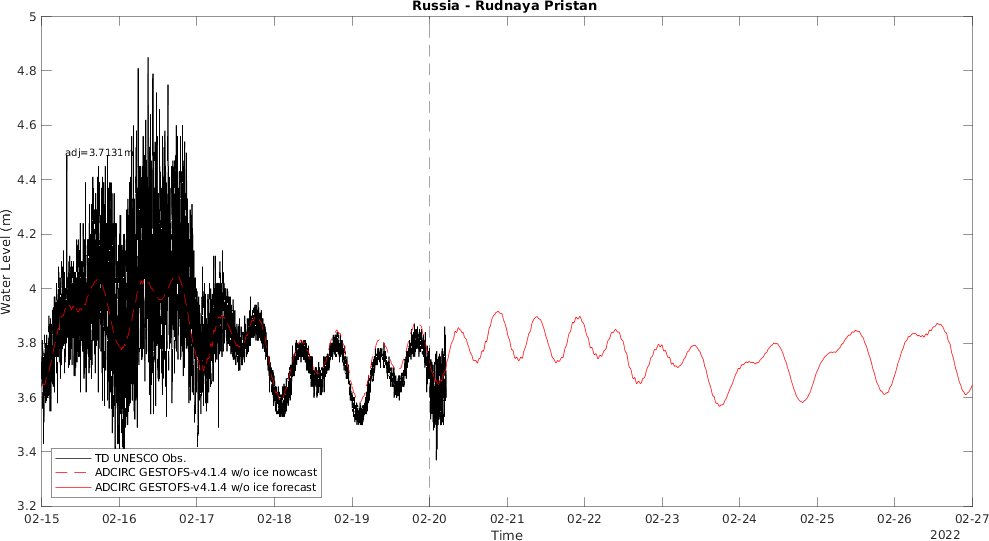 Russia - Rudnaya Pristan
5
4.8
4.6
4.4
4.2
4
3.8
3.6
3.4
3.2
Water Level (m)
adj=3.7131m
TD UNESCO Obs.
ADCIRC GESTOFS-v4.1.4 w/o ice nowcast
ADCIRC GESTOFS-v4.1.4 w/o ice forecast
02-15 02-16 02-17 02-18 02-19 02-20 02-21 02-22 02-23 02-24 02-25 02-26 02-27
Time
2022